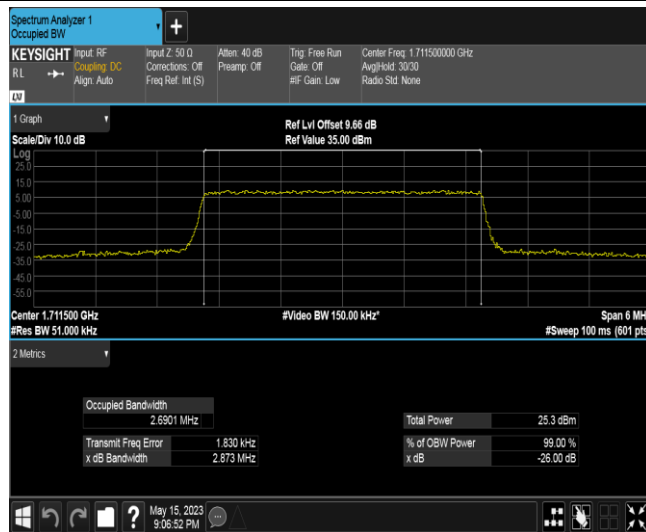 Spectrum Analyzer 1
Occupied BW
KEYSIGHT
RL
Input: RF
Coupling: DC
Align: Auto
Input Z: 50 Ω
Corrections: Off
Freq Ref: Int (S)
Atten: 40 dB
Preamp: Off
Trig: Free Run
Gate: Off
#IF Gain: Low
Center Freq: 1.711500000 GHz
Avg|Hold: 30/30
Radio Std: None
1 Graph
Scale/Div 10.0 dB
Ref Lvl Offset 9.66 dB
Ref Value 35.00 dBm
Log
25.0
15.0
5.00
-5.00
-15.0
-25.0
-35.0
-45.0
-55.0
Center 1.711500 GHz
#Res BW 51.000 kHz
#Video BW 150.00 kHz*
Span 6 MH
#Sweep 100 ms (601 pts
2 Metrics
Occupied Bandwidth
2.6901 MHz
Transmit Freq Error 1.830 kHz
x dB Bandwidth 2.873 MHz
Total Power 25.3 dBm
% of OBW Power 99.00 %
x dB -26.00 dB
May 15, 2023
9:06:52 PM